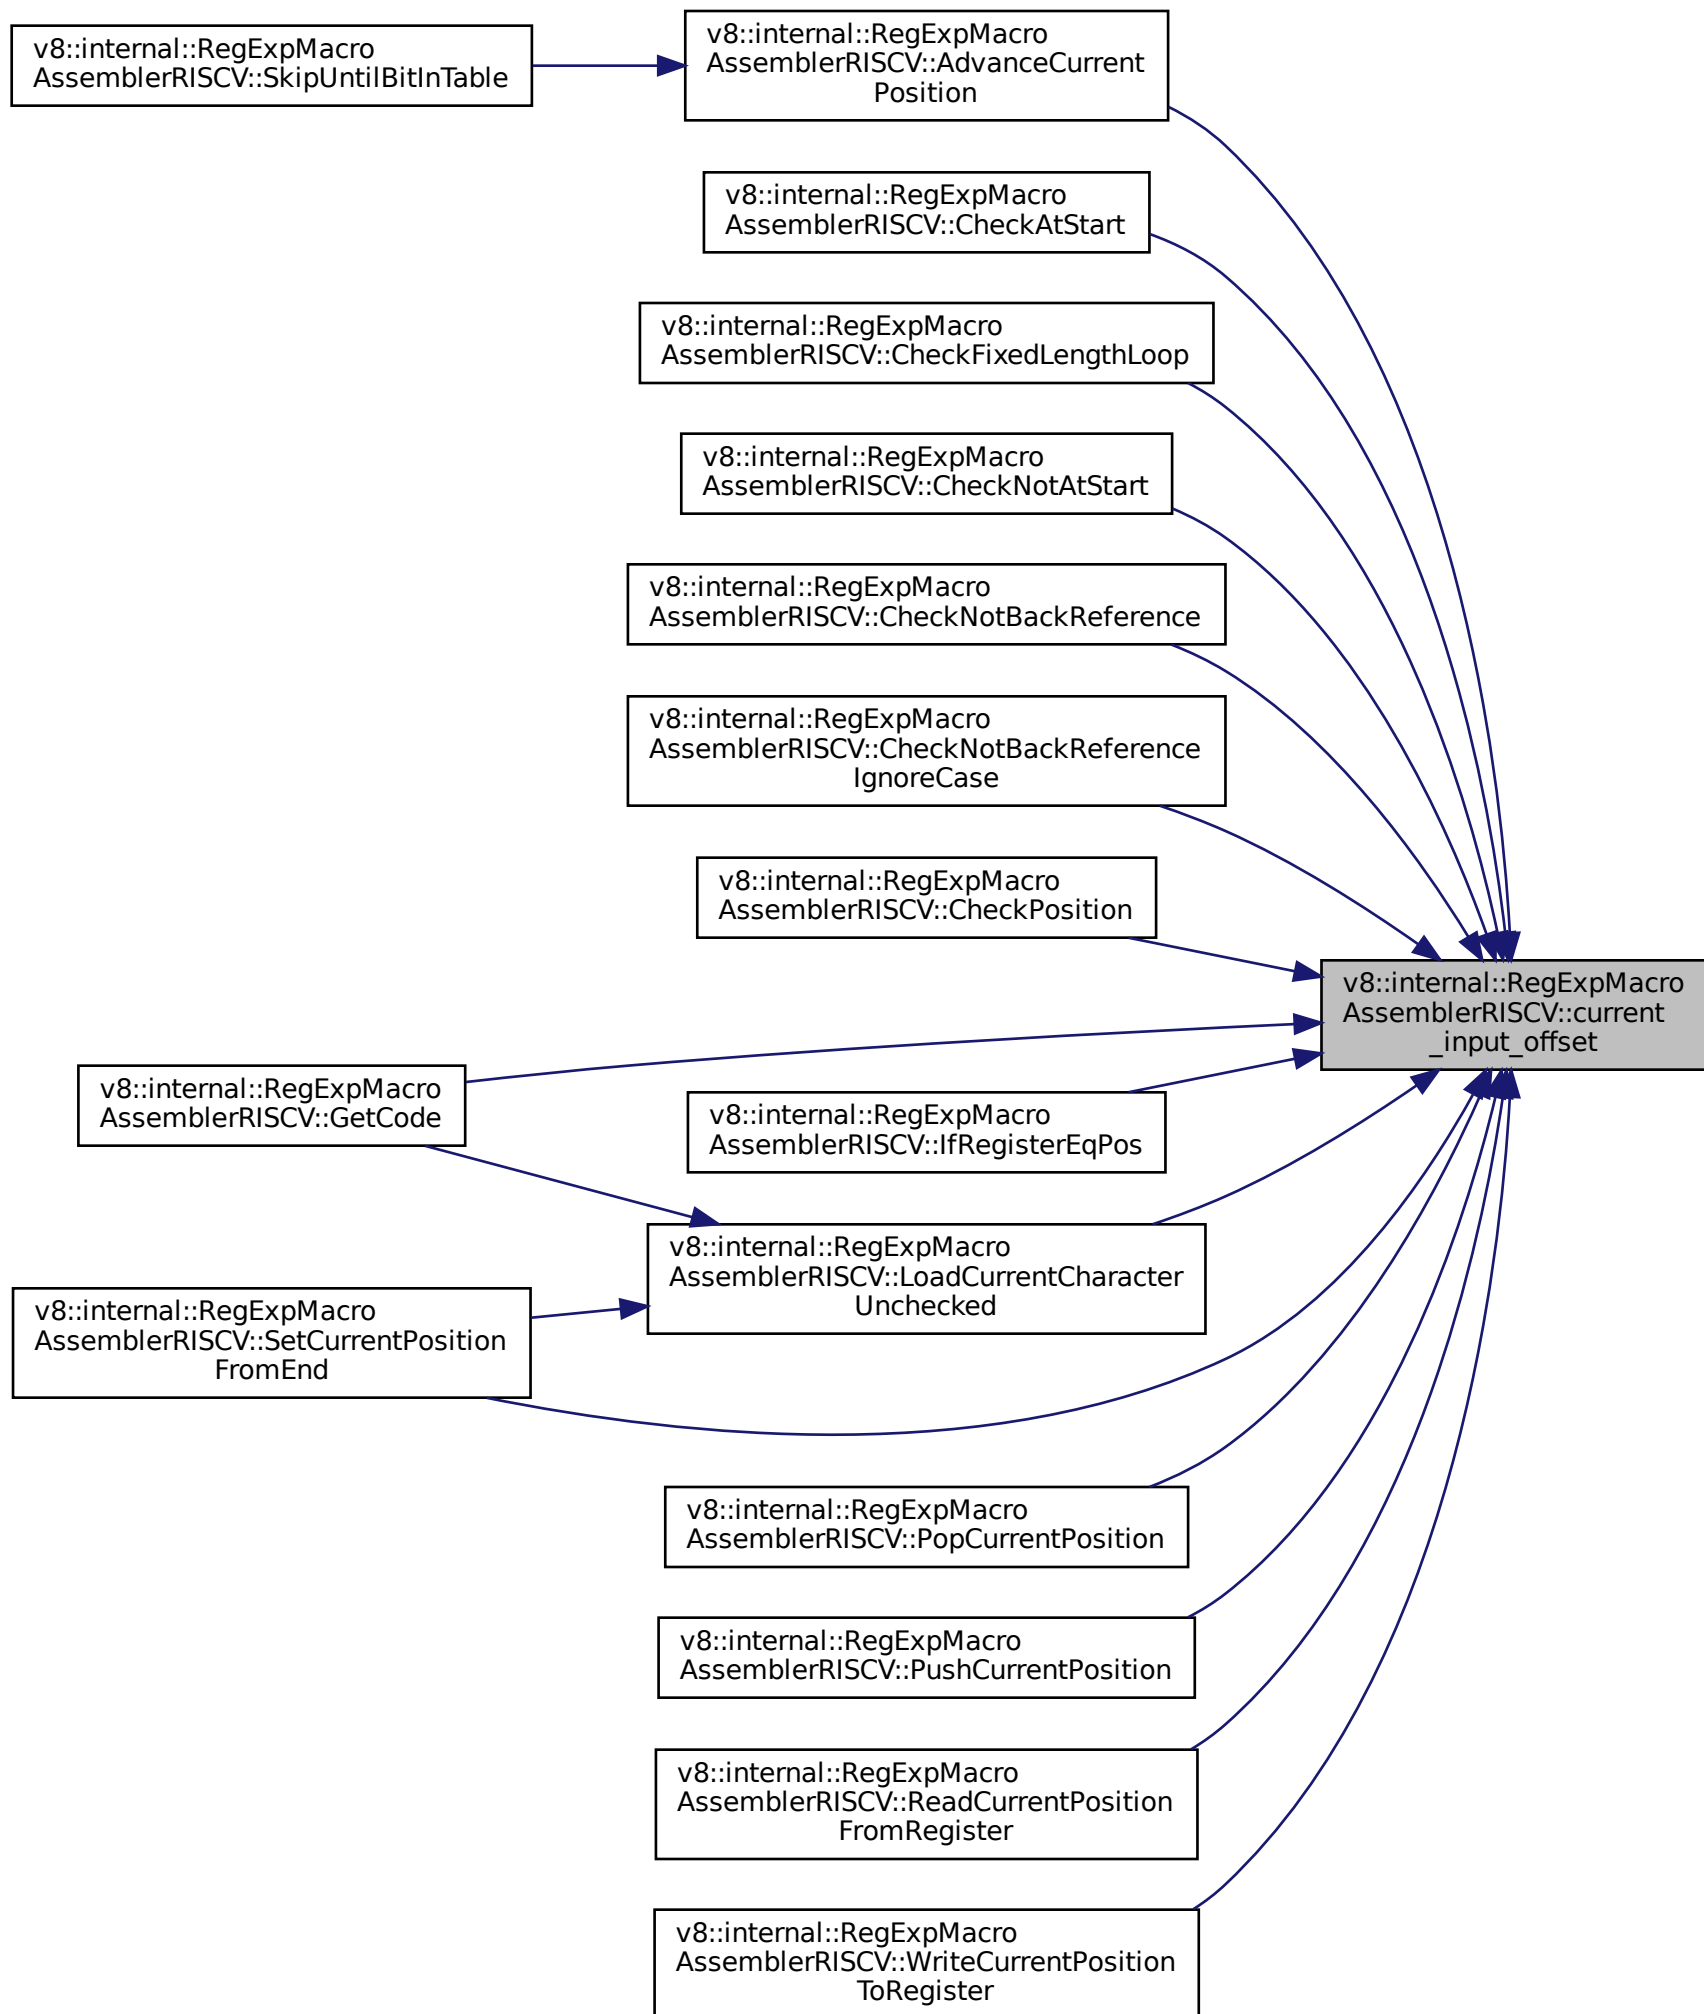 v8::internal::RegExpMacro
AssemblerRISCV::SkipUntilBitInTable
v8::internal::RegExpMacro
AssemblerRISCV::AdvanceCurrent
Position
v8::internal::RegExpMacro
AssemblerRISCV::CheckAtStart
v8::internal::RegExpMacro
AssemblerRISCV::CheckFixedLengthLoop
v8::internal::RegExpMacro
AssemblerRISCV::CheckNotAtStart
v8::internal::RegExpMacro
AssemblerRISCV::CheckNotBackReference
v8::internal::RegExpMacro
AssemblerRISCV::CheckNotBackReference
IgnoreCase
v8::internal::RegExpMacro
AssemblerRISCV::CheckPosition
v8::internal::RegExpMacro
AssemblerRISCV::current
_input_offset
v8::internal::RegExpMacro
AssemblerRISCV::GetCode
v8::internal::RegExpMacro
AssemblerRISCV::IfRegisterEqPos
v8::internal::RegExpMacro
AssemblerRISCV::LoadCurrentCharacter
Unchecked
v8::internal::RegExpMacro
AssemblerRISCV::SetCurrentPosition
FromEnd
v8::internal::RegExpMacro
AssemblerRISCV::PopCurrentPosition
v8::internal::RegExpMacro
AssemblerRISCV::PushCurrentPosition
v8::internal::RegExpMacro
AssemblerRISCV::ReadCurrentPosition
FromRegister
v8::internal::RegExpMacro
AssemblerRISCV::WriteCurrentPosition
ToRegister